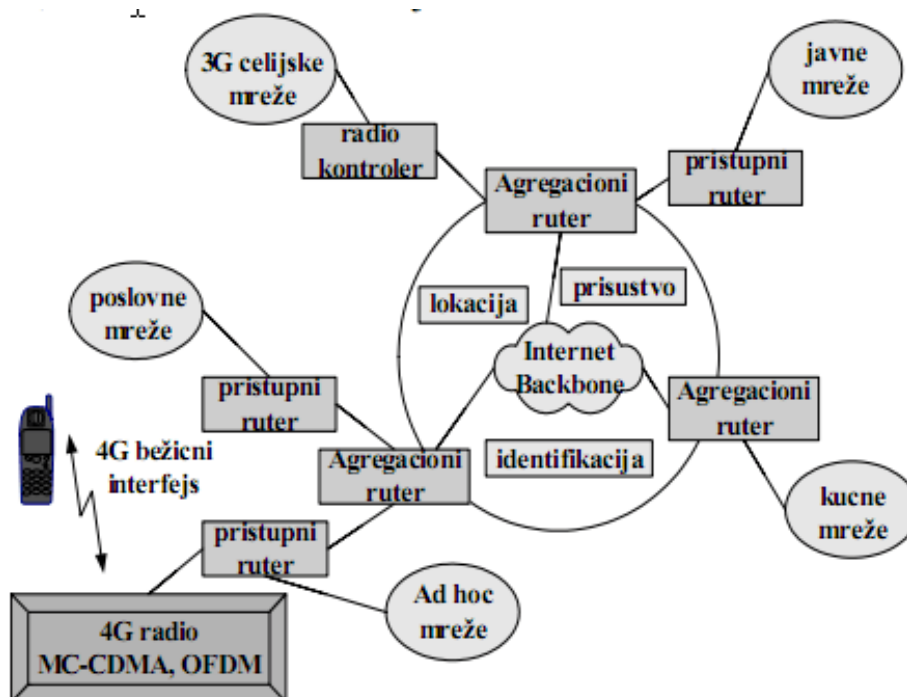 3G celijske
mreže
javne
mreže
radio
kontroler
pristupni
ruter
Agregacioni
ruter
lokacija
prisustvo
poslovne
mreže
Internet
Backbone
pristupni
ruter
Agregacioni
ruter
4G bežicni
interfejs
Agregacioni
ruter
identifikacija
kucne
mreže
pristupni
ruter
Ad hoc
mreže
4G radio
MC-CDMA, OFDM